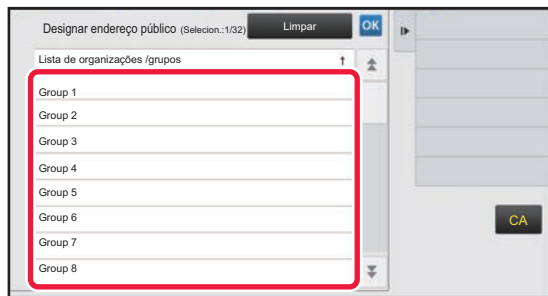 Designar endereço público (Selecion.:1/32)
Limpar
OK
Lista de organizações /grupos
Group 1
Group 2
Group 3
Group 4
Group 5
Group 6
Group 7
Group 8
CA